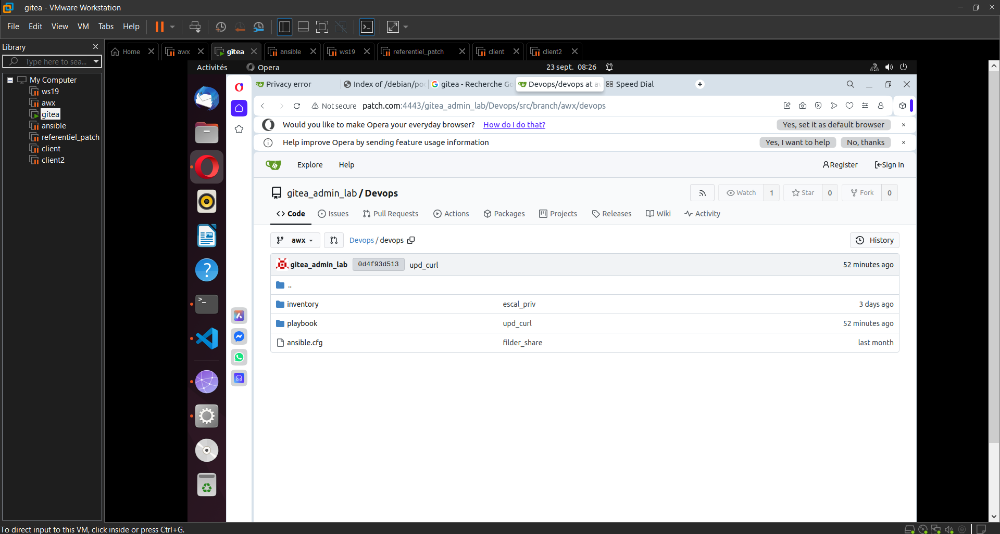 gitea - VMware Workstation
File Edit View VM Tabs Help
Library
Home awx gitea ansible ws19 referentiel_patch client client2
Type here to sea...
My Computer
ws19
awx
gitea
ansible
referentiel_patch
client
client2
Activités Opera 23 sept. 08:26
Privacy error Index of /debian/poo gitea - Recherche Go Devops/devops at aw Speed Dial
Not secure patch.com:4443/gitea_admin_lab/Devops/src/branch/awx/devops
Would you like to make Opera your everyday browser? How do I do that? Yes, set it as default browser
Help improve Opera by sending feature usage information Yes, I want to help No, thanks
Explore Help Register Sign In
gitea_admin_lab / Devops Watch 1 Star 0 Fork 0
Code Issues Pull Requests Actions Packages Projects Releases Wiki Activity
awx Devops / devops History
gitea_admin_lab 0d4f93d513 upd_curl 52 minutes ago
..
inventory escal_priv 3 days ago
playbook upd_curl 52 minutes ago
ansible.cfg filder_share last month
To direct input to this VM, click inside or press Ctrl+G.